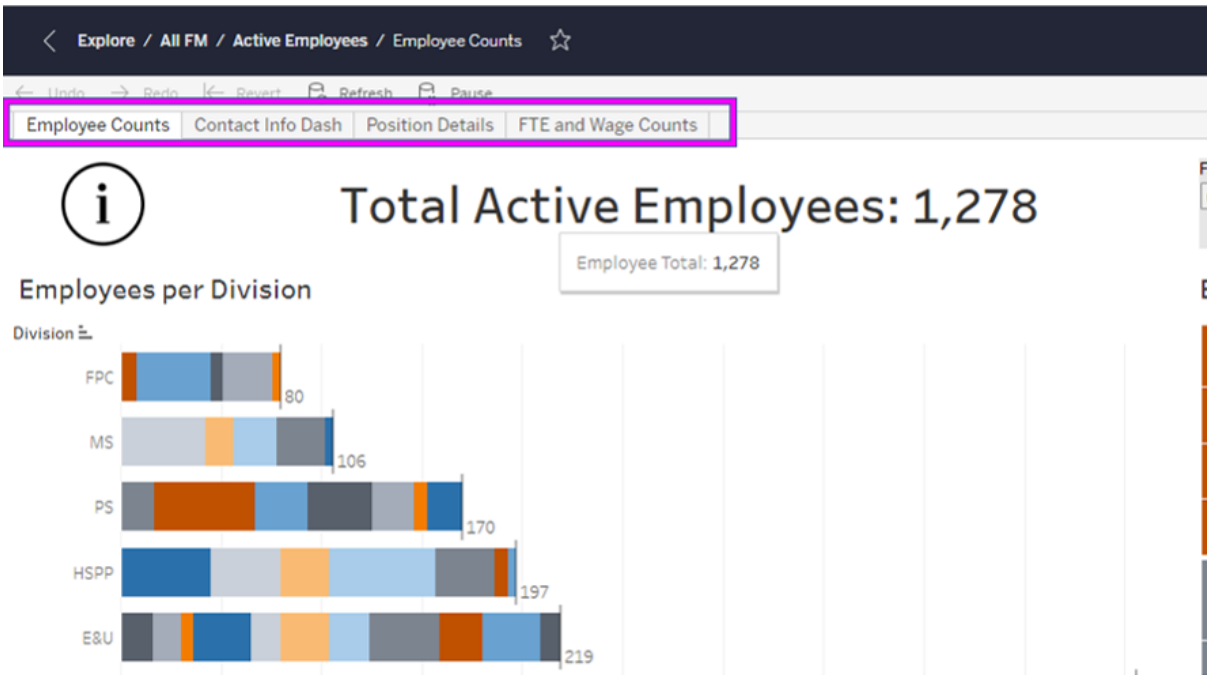 Explore / All FM / Active Employees / Employee Counts
Undo Redo Revert Refresh Pause
Employee Counts Contact Info Dash Position Details FTE and Wage Counts
i Total Active Employees: 1,278
Employee Total: 1,278
Employees per Division
Division
FPC 80
MS 106
PS 170
HSPP 197
E&U 219